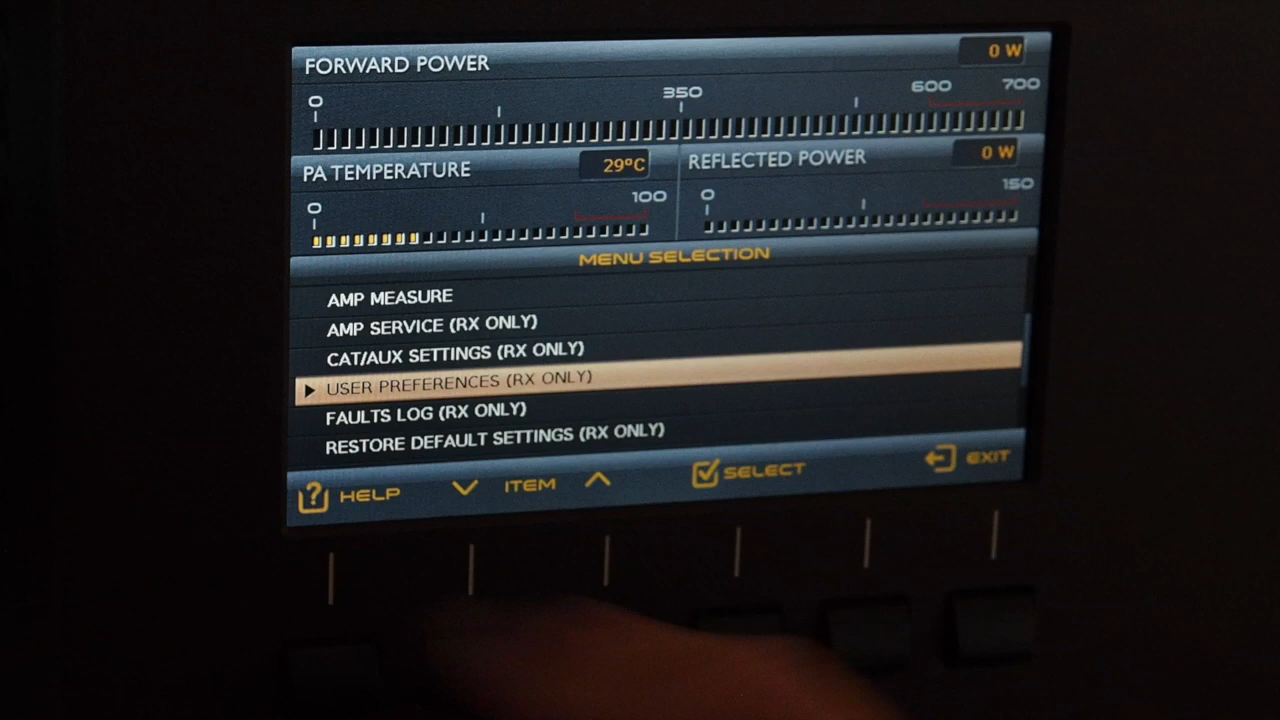 FORWARD POWER 0 W
0 350 600 700
PA TEMPERATURE 29°C
0 100
REFLECTED POWER 0 W
0 150
MENU SELECTION
AMP MEASURE
AMP SERVICE (RX ONLY)
CAT/AUX SETTINGS (RX ONLY)
USER PREFERENCES (RX ONLY)
FAULTS LOG (RX ONLY)
RESTORE DEFAULT SETTINGS (RX ONLY)
HELP ITEM SELECT EXIT